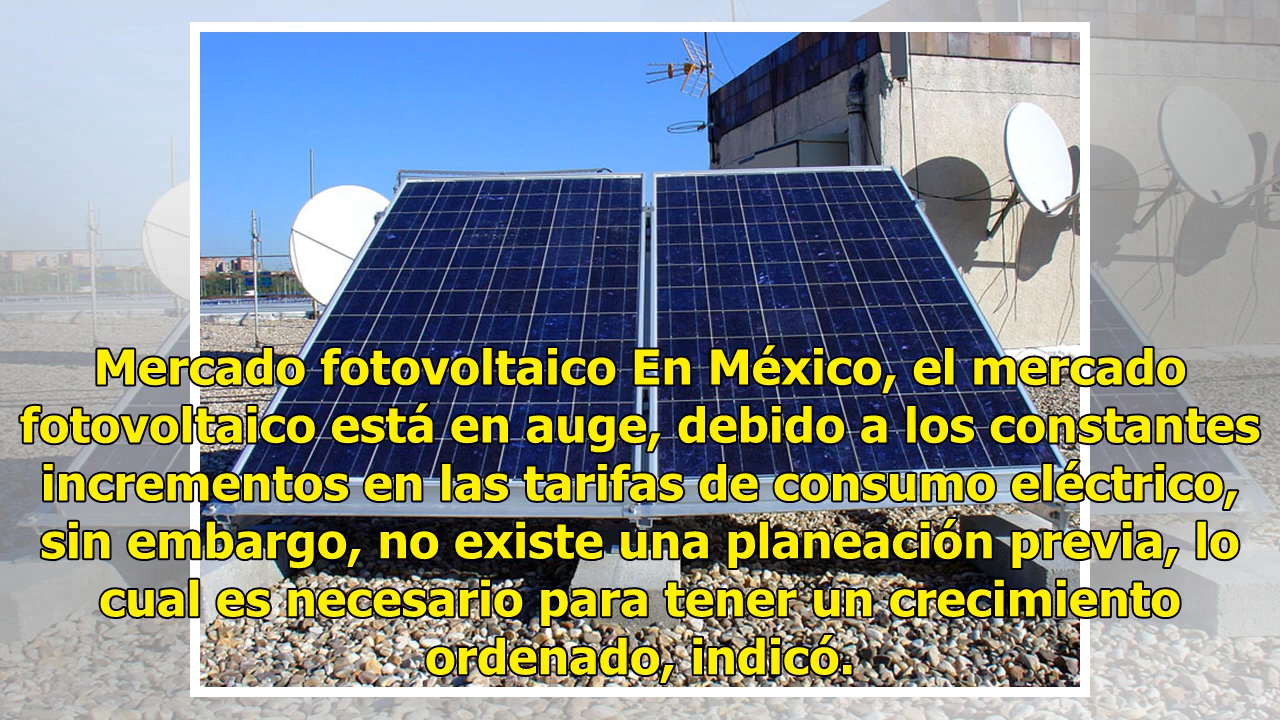 Mercado fotovoltaico En México, el mercado
fotovoltaico está en auge, debido a los constantes
incrementos en las tarifas de consumo eléctrico,
sin embargo, no existe una planeación previa, lo
cual es necesario para tener un crecimiento
ordenado, indicó.